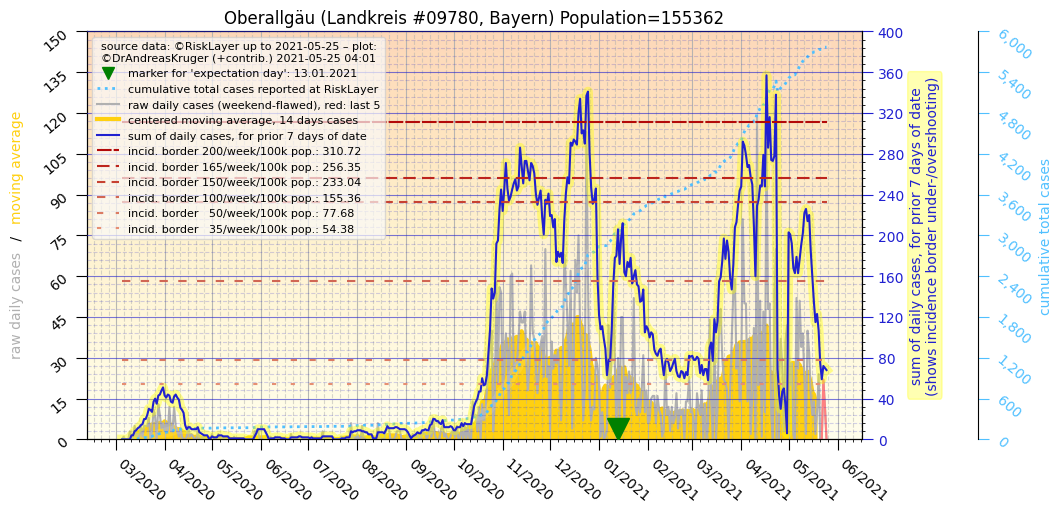 Oberallgäu (Landkreis #09780, Bayern) Population=155362
source data: ©RiskLayer up to 2021-05-25 – plot:
©DrAndreasKruger (+contrib.) 2021-05-25 04:01
marker for 'expectation day': 13.01.2021
cumulative total cases reported at RiskLayer
raw daily cases (weekend-flawed), red: last 5
centered moving average, 14 days cases
sum of daily cases, for prior 7 days of date
incid. border 200/week/100k pop.: 310.72
incid. border 165/week/100k pop.: 256.35
incid. border 150/week/100k pop.: 233.04
incid. border 100/week/100k pop.: 155.36
incid. border   50/week/100k pop.: 77.68
incid. border   35/week/100k pop.: 54.38
raw daily cases   /   moving average
150
135
120
105
90
75
60
45
30
15
0
03/2020
04/2020
05/2020
06/2020
07/2020
08/2020
09/2020
10/2020
11/2020
12/2020
01/2021
02/2021
03/2021
04/2021
05/2021
06/2021
400
360
320
280
240
200
160
120
80
40
0
sum of daily cases, for prior 7 days of date
(shows incidence border under-/overshooting)
6,000
5,400
4,800
4,200
3,600
3,000
2,400
1,800
1,200
600
0
cumulative total cases